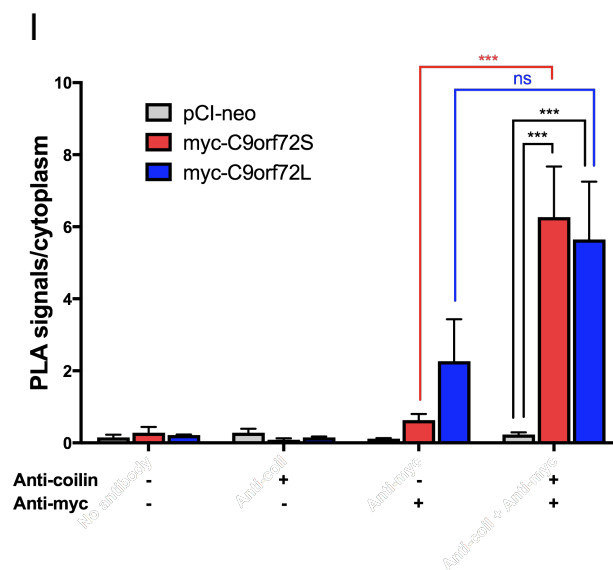 I
***
ns
***
***
pCI-neo
myc-C9orf72S
myc-C9orf72L
PLA signals/cytoplasm
10
8
6
4
2
0
No antibody
Anti-coil
Anti-myc
Anti-coil + Anti-myc
Anti-coilin - + - +
Anti-myc - - + +